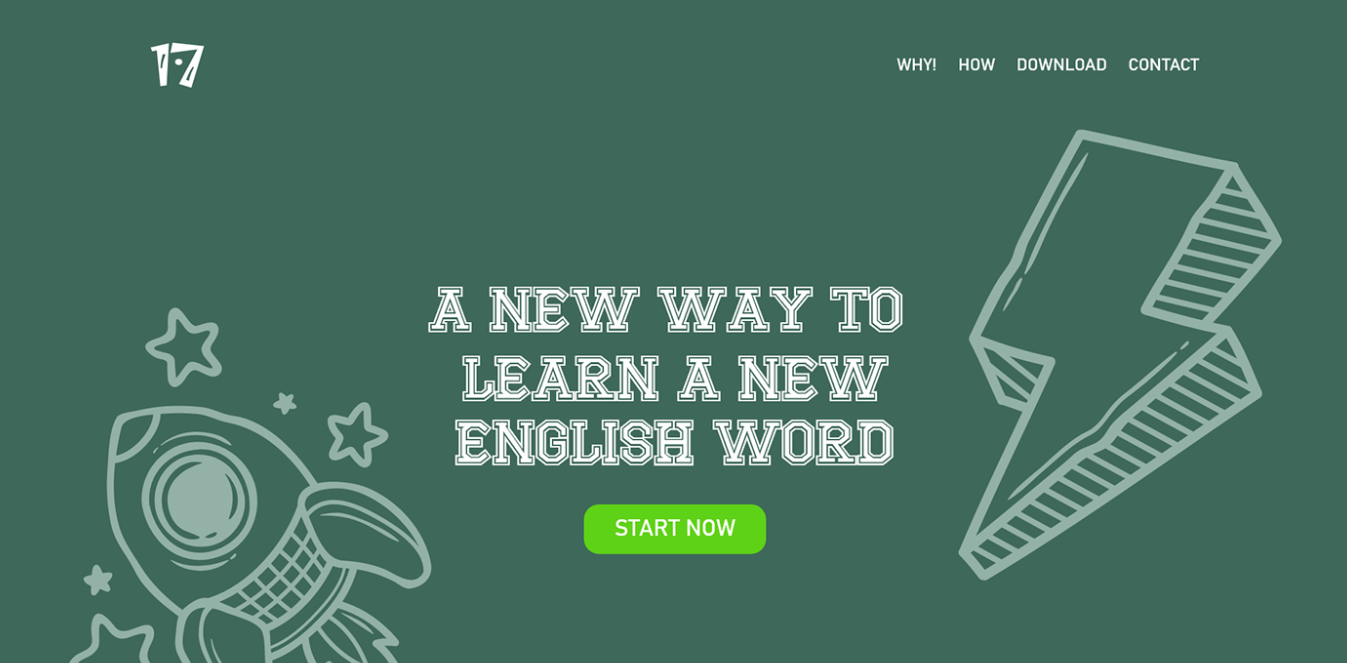 17
WHY! HOW DOWNLOAD CONTACT
A NEW WAY TO
LEARN A NEW
ENGLISH WORD
START NOW